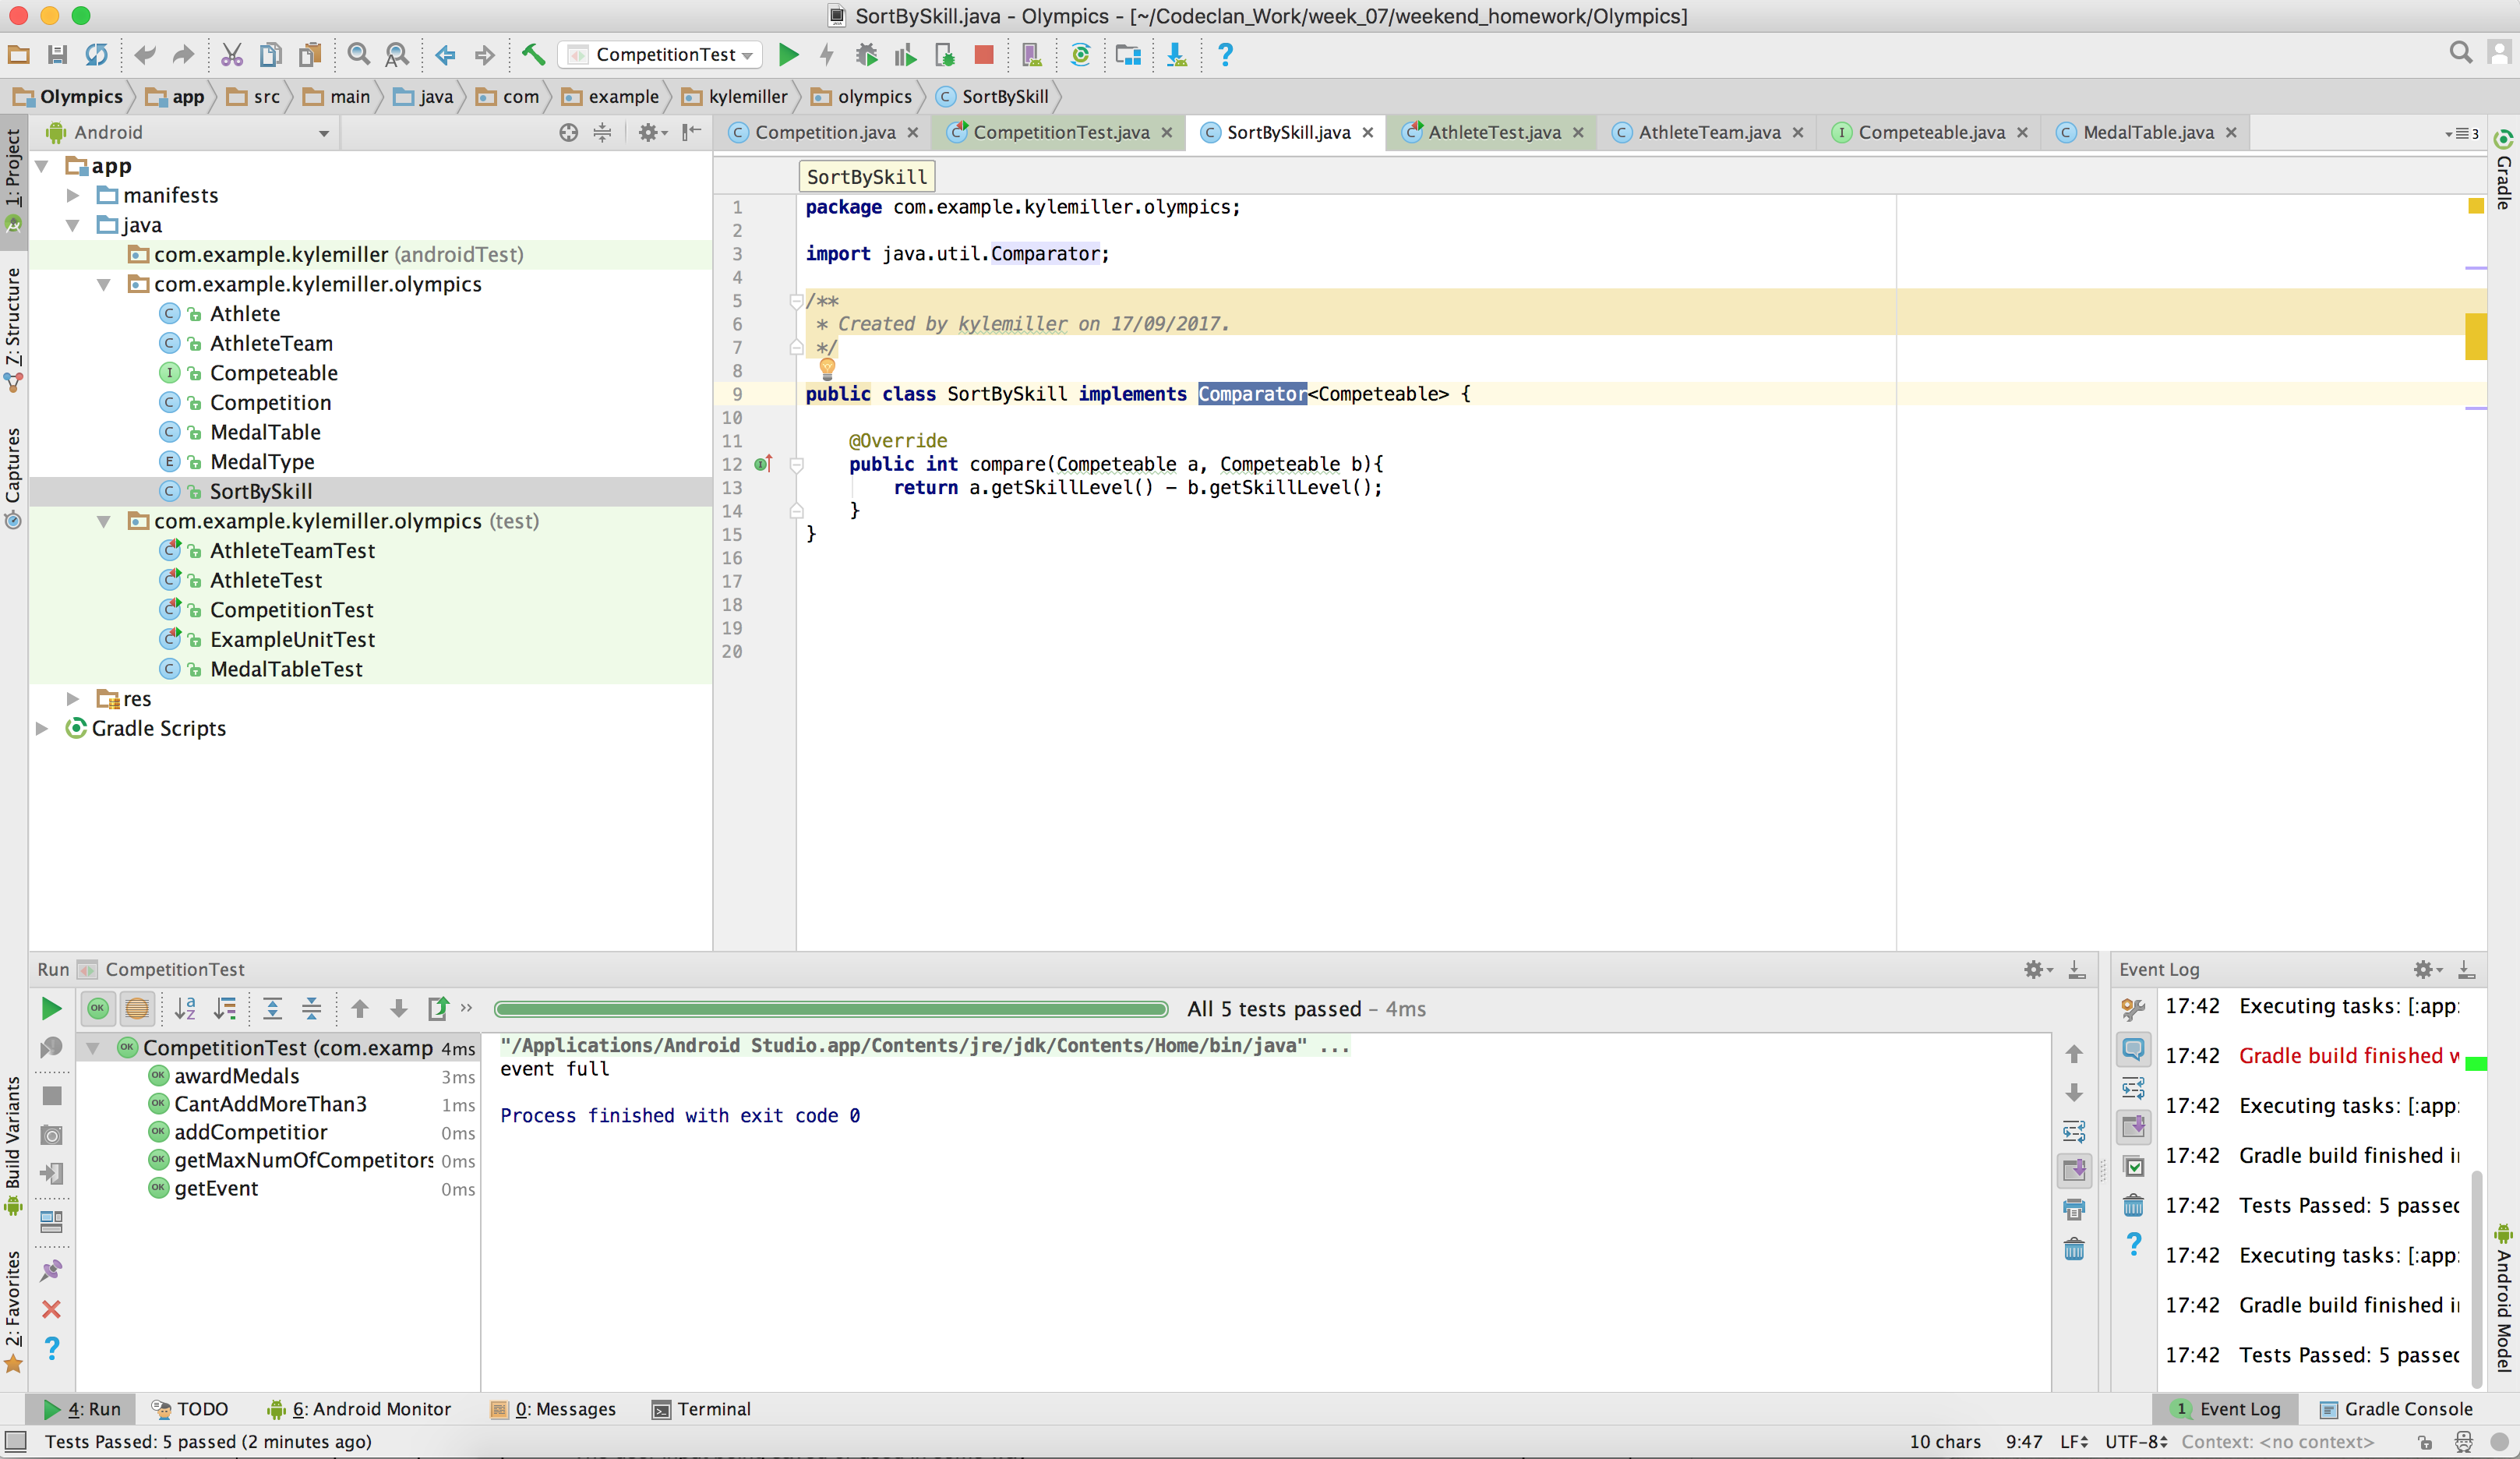 SortBySkill.java - Olympics - [~/Codeclan_Work/week_07/weekend_homework/Olympics]
CompetitionTest
Olympics app src main java com example kylemiller olympics SortBySkill
Android
Competition.java CompetitionTest.java SortBySkill.java AthleteTest.java AthleteTeam.java Competeable.java MedalTable.java 3
1: Project
Z: Structure
Captures
Build Variants
2: Favorites
app
manifests
java
com.example.kylemiller (androidTest)
com.example.kylemiller.olympics
Athlete
AthleteTeam
Competeable
Competition
MedalTable
MedalType
SortBySkill
com.example.kylemiller.olympics (test)
AthleteTeamTest
AthleteTest
CompetitionTest
ExampleUnitTest
MedalTableTest
res
Gradle Scripts
SortBySkill
1 package com.example.kylemiller.olympics;
2
3 import java.util.Comparator;
4
5 /**
6 * Created by kylemiller on 17/09/2017.
7 */
8
9 public class SortBySkill implements Comparator<Competeable> {
10
11 @Override
12 public int compare(Competeable a, Competeable b){
13 return a.getSkillLevel() - b.getSkillLevel();
14 }
15 }
16
17
18
19
20
Gradle
Android Model
Run CompetitionTest
All 5 tests passed - 4ms
CompetitionTest (com.examp 4ms
awardMedals 3ms
CantAddMoreThan3 1ms
addCompetitior 0ms
getMaxNumOfCompetitors 0ms
getEvent 0ms
"/Applications/Android Studio.app/Contents/jre/jdk/Contents/Home/bin/java" ...
event full
Process finished with exit code 0
Event Log
17:42 Executing tasks: [:app:
17:42 Gradle build finished w
17:42 Executing tasks: [:app:
17:42 Gradle build finished i
17:42 Tests Passed: 5 passed
17:42 Executing tasks: [:app:
17:42 Gradle build finished i
17:42 Tests Passed: 5 passed
4: Run TODO 6: Android Monitor 0: Messages Terminal 1 Event Log Gradle Console
Tests Passed: 5 passed (2 minutes ago) 10 chars 9:47 LF UTF-8 Context: <no context>